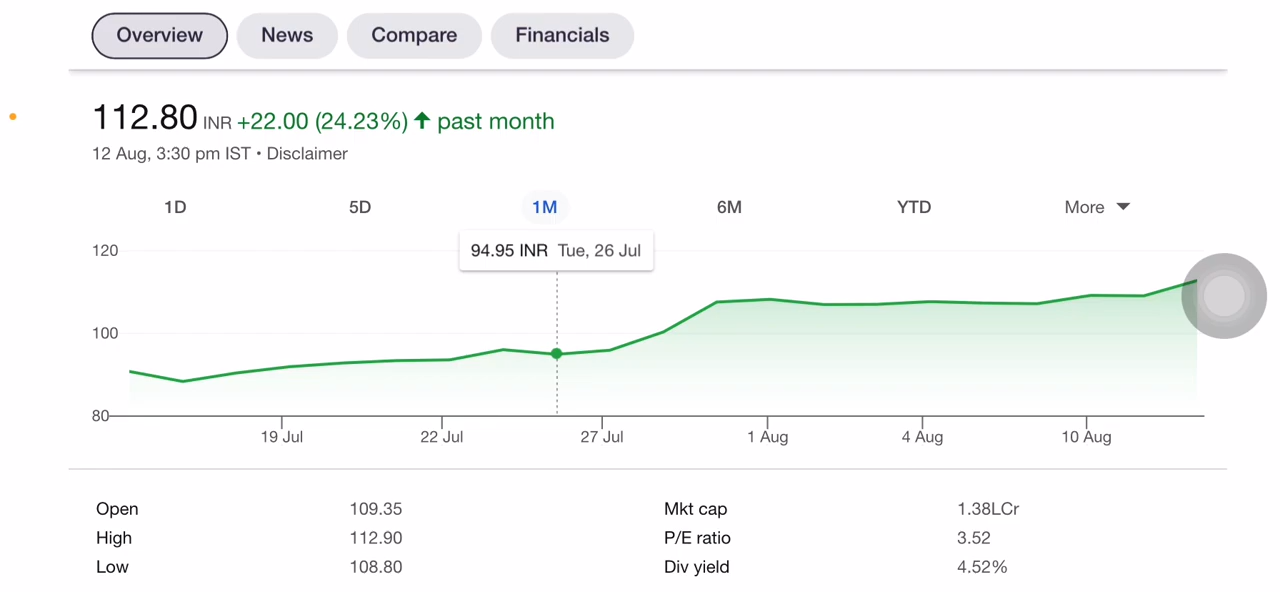 Overview News Compare Financials
112.80 INR +22.00 (24.23%) ↑ past month
12 Aug, 3:30 pm IST • Disclaimer
1D 5D 1M 6M YTD More
94.95 INR Tue, 26 Jul
120
100
80
19 Jul 22 Jul 27 Jul 1 Aug 4 Aug 10 Aug
Open 109.35 Mkt cap 1.38LCr
High 112.90 P/E ratio 3.52
Low 108.80 Div yield 4.52%